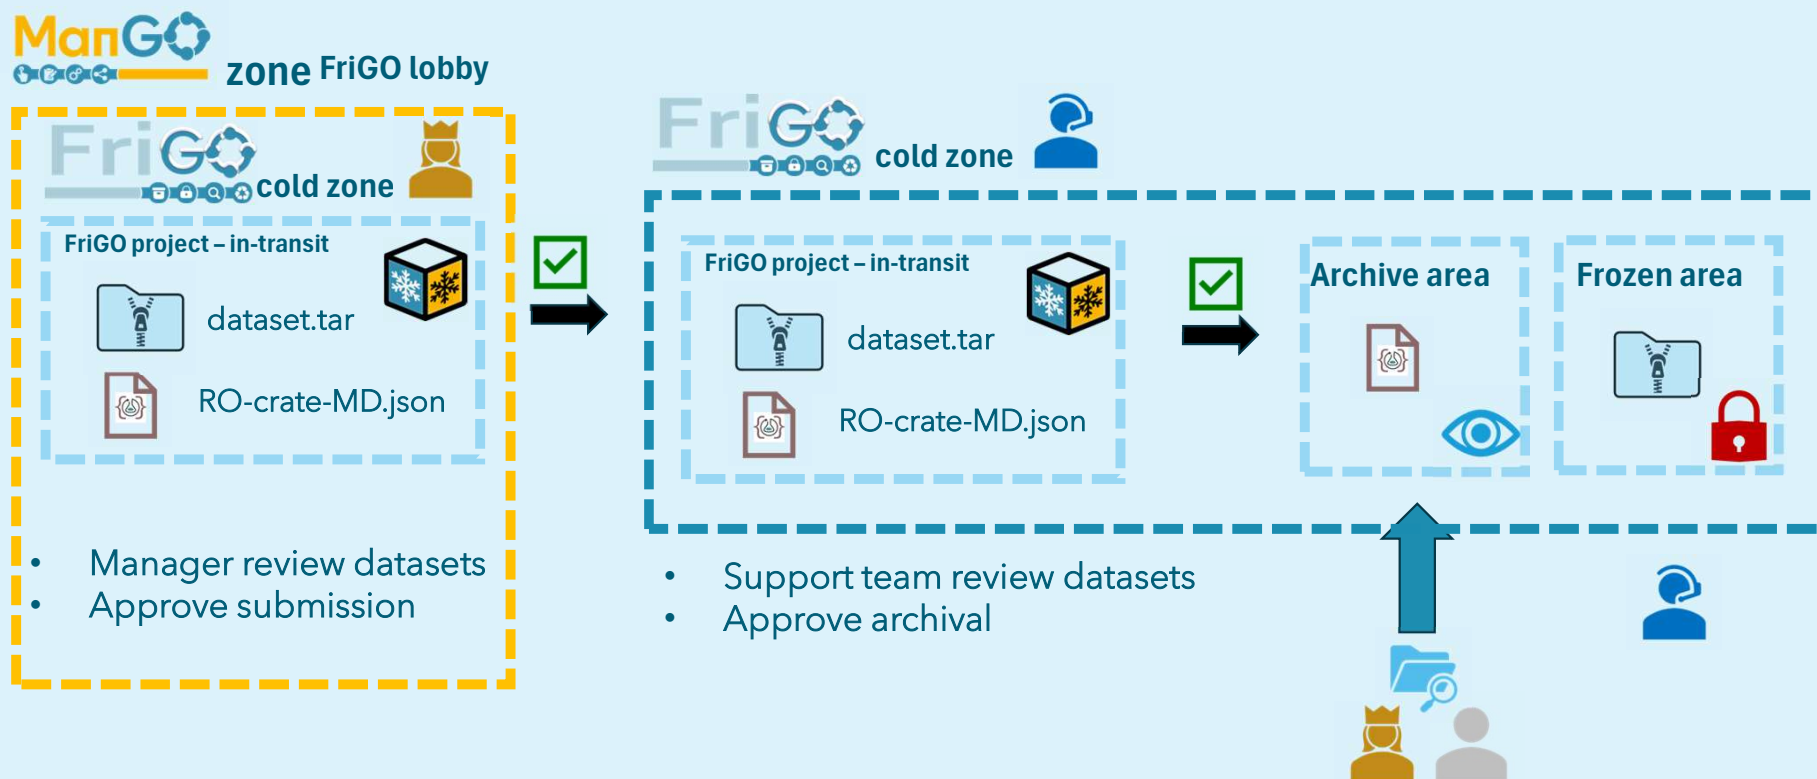 ManGO
zone FriGO lobby
FriGO
cold zone
FriGO project – in-transit
dataset.tar
RO-crate-MD.json
• Manager review datasets
• Approve submission
FriGO
cold zone
FriGO project – in-transit
dataset.tar
RO-crate-MD.json
• Support team review datasets
• Approve archival
Archive area
Frozen area